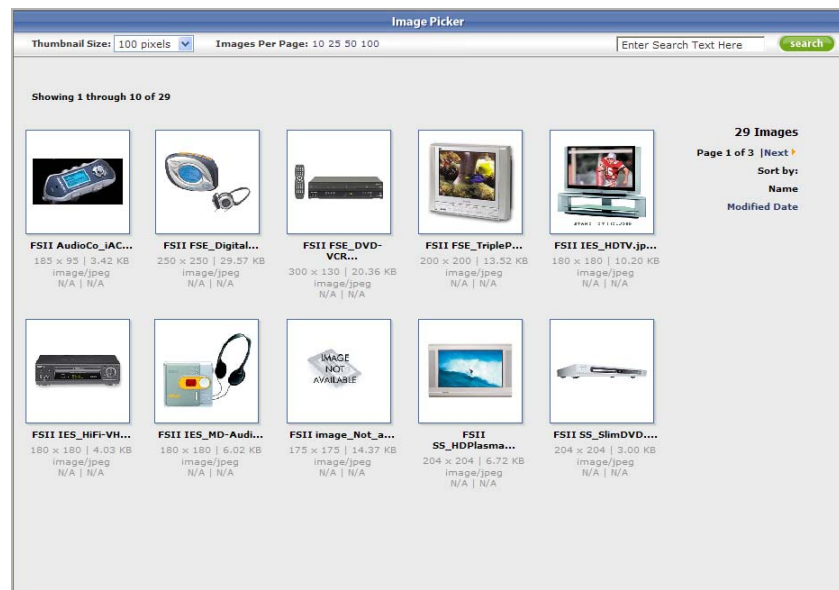 Image Picker
Thumbnail Size: 100 pixels Images Per Page: 10 25 50 100 Enter Search Text Here search
Showing 1 through 10 of 29
29 Images
Page 1 of 3 |Next
Sort by:
Name
Modified Date
FSII AudioCo_iAC... FSII FSE_Digital... FSII FSE_DVD- FSII FSE_TripleP... FSII IES_HDTV.jp...
VCR...
185 x 95 | 3.42 KB 250 x 250 | 29.57 KB 300 x 130 | 20.36 KB 200 x 200 | 13.52 KB 180 x 180 | 10.20 KB
image/jpeg image/jpeg image/jpeg image/jpeg image/jpeg
N/A | N/A N/A | N/A N/A | N/A N/A | N/A N/A | N/A
IMAGE
NOT
AVAILABLE
FSII IES_HiFi-VH... FSII IES_MD-Audi... FSII image_Not_a... FSII FSII SS_SlimDVD....
SS_HDPlasma...
180 x 180 | 4.03 KB 180 x 180 | 6.02 KB 175 x 175 | 14.37 KB 204 x 204 | 6.72 KB 204 x 204 | 3.00 KB
image/jpeg image/jpeg image/jpeg image/jpeg image/jpeg
N/A | N/A N/A | N/A N/A | N/A N/A | N/A N/A | N/A